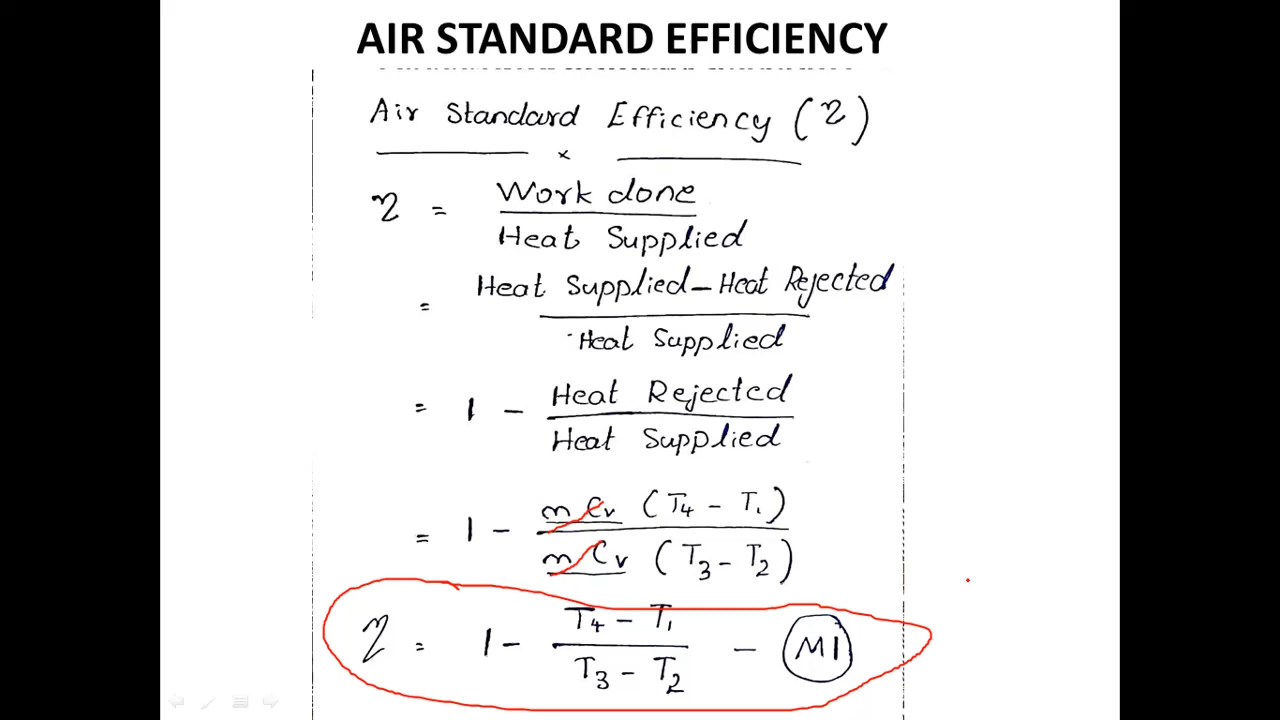 AIR STANDARD EFFICIENCY
Air Standard Efficiency (η)
η = Work done / Heat Supplied
= Heat Supplied - Heat Rejected / Heat Supplied
= 1 - Heat Rejected / Heat Supplied
= 1 - m Cv (T4 - T1) / m Cv (T3 - T2)
η = 1 - T4 - T1 / T3 - T2 - M1